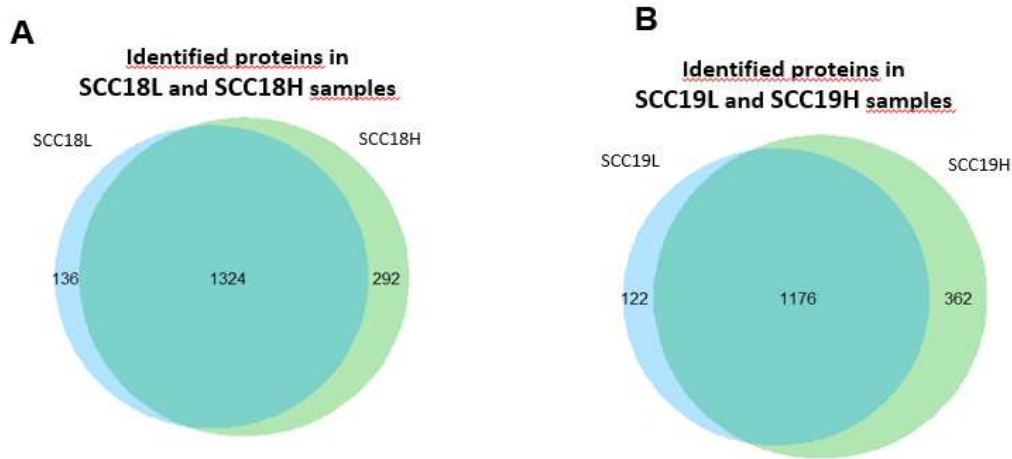 A
Identified proteins in
SCC18L and SCC18H samples
SCC18L
SCC18H
136
1324
292
B
Identified proteins in
SCC19L and SCC19H samples
SCC19L
SCC19H
122
1176
362